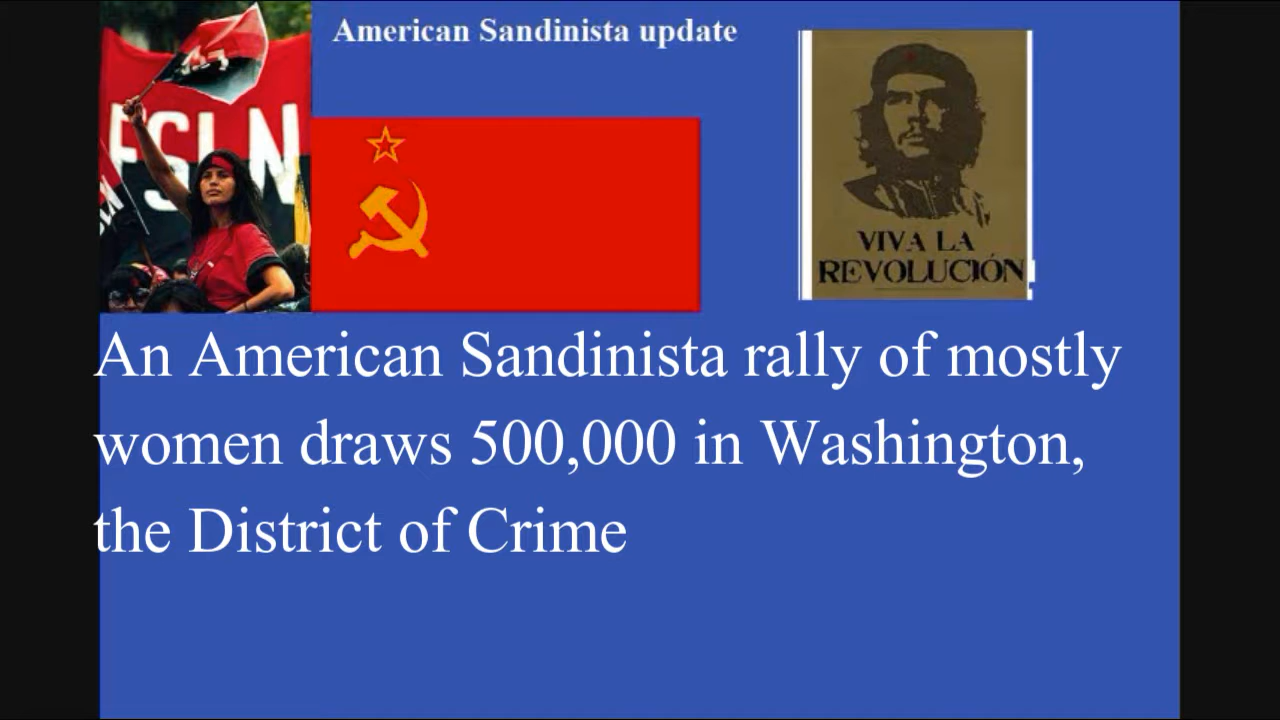 American Sandinista update
FSLN
VIVA LA
REVOLUCIÓN
An American Sandinista rally of mostly
women draws 500,000 in Washington,
the District of Crime